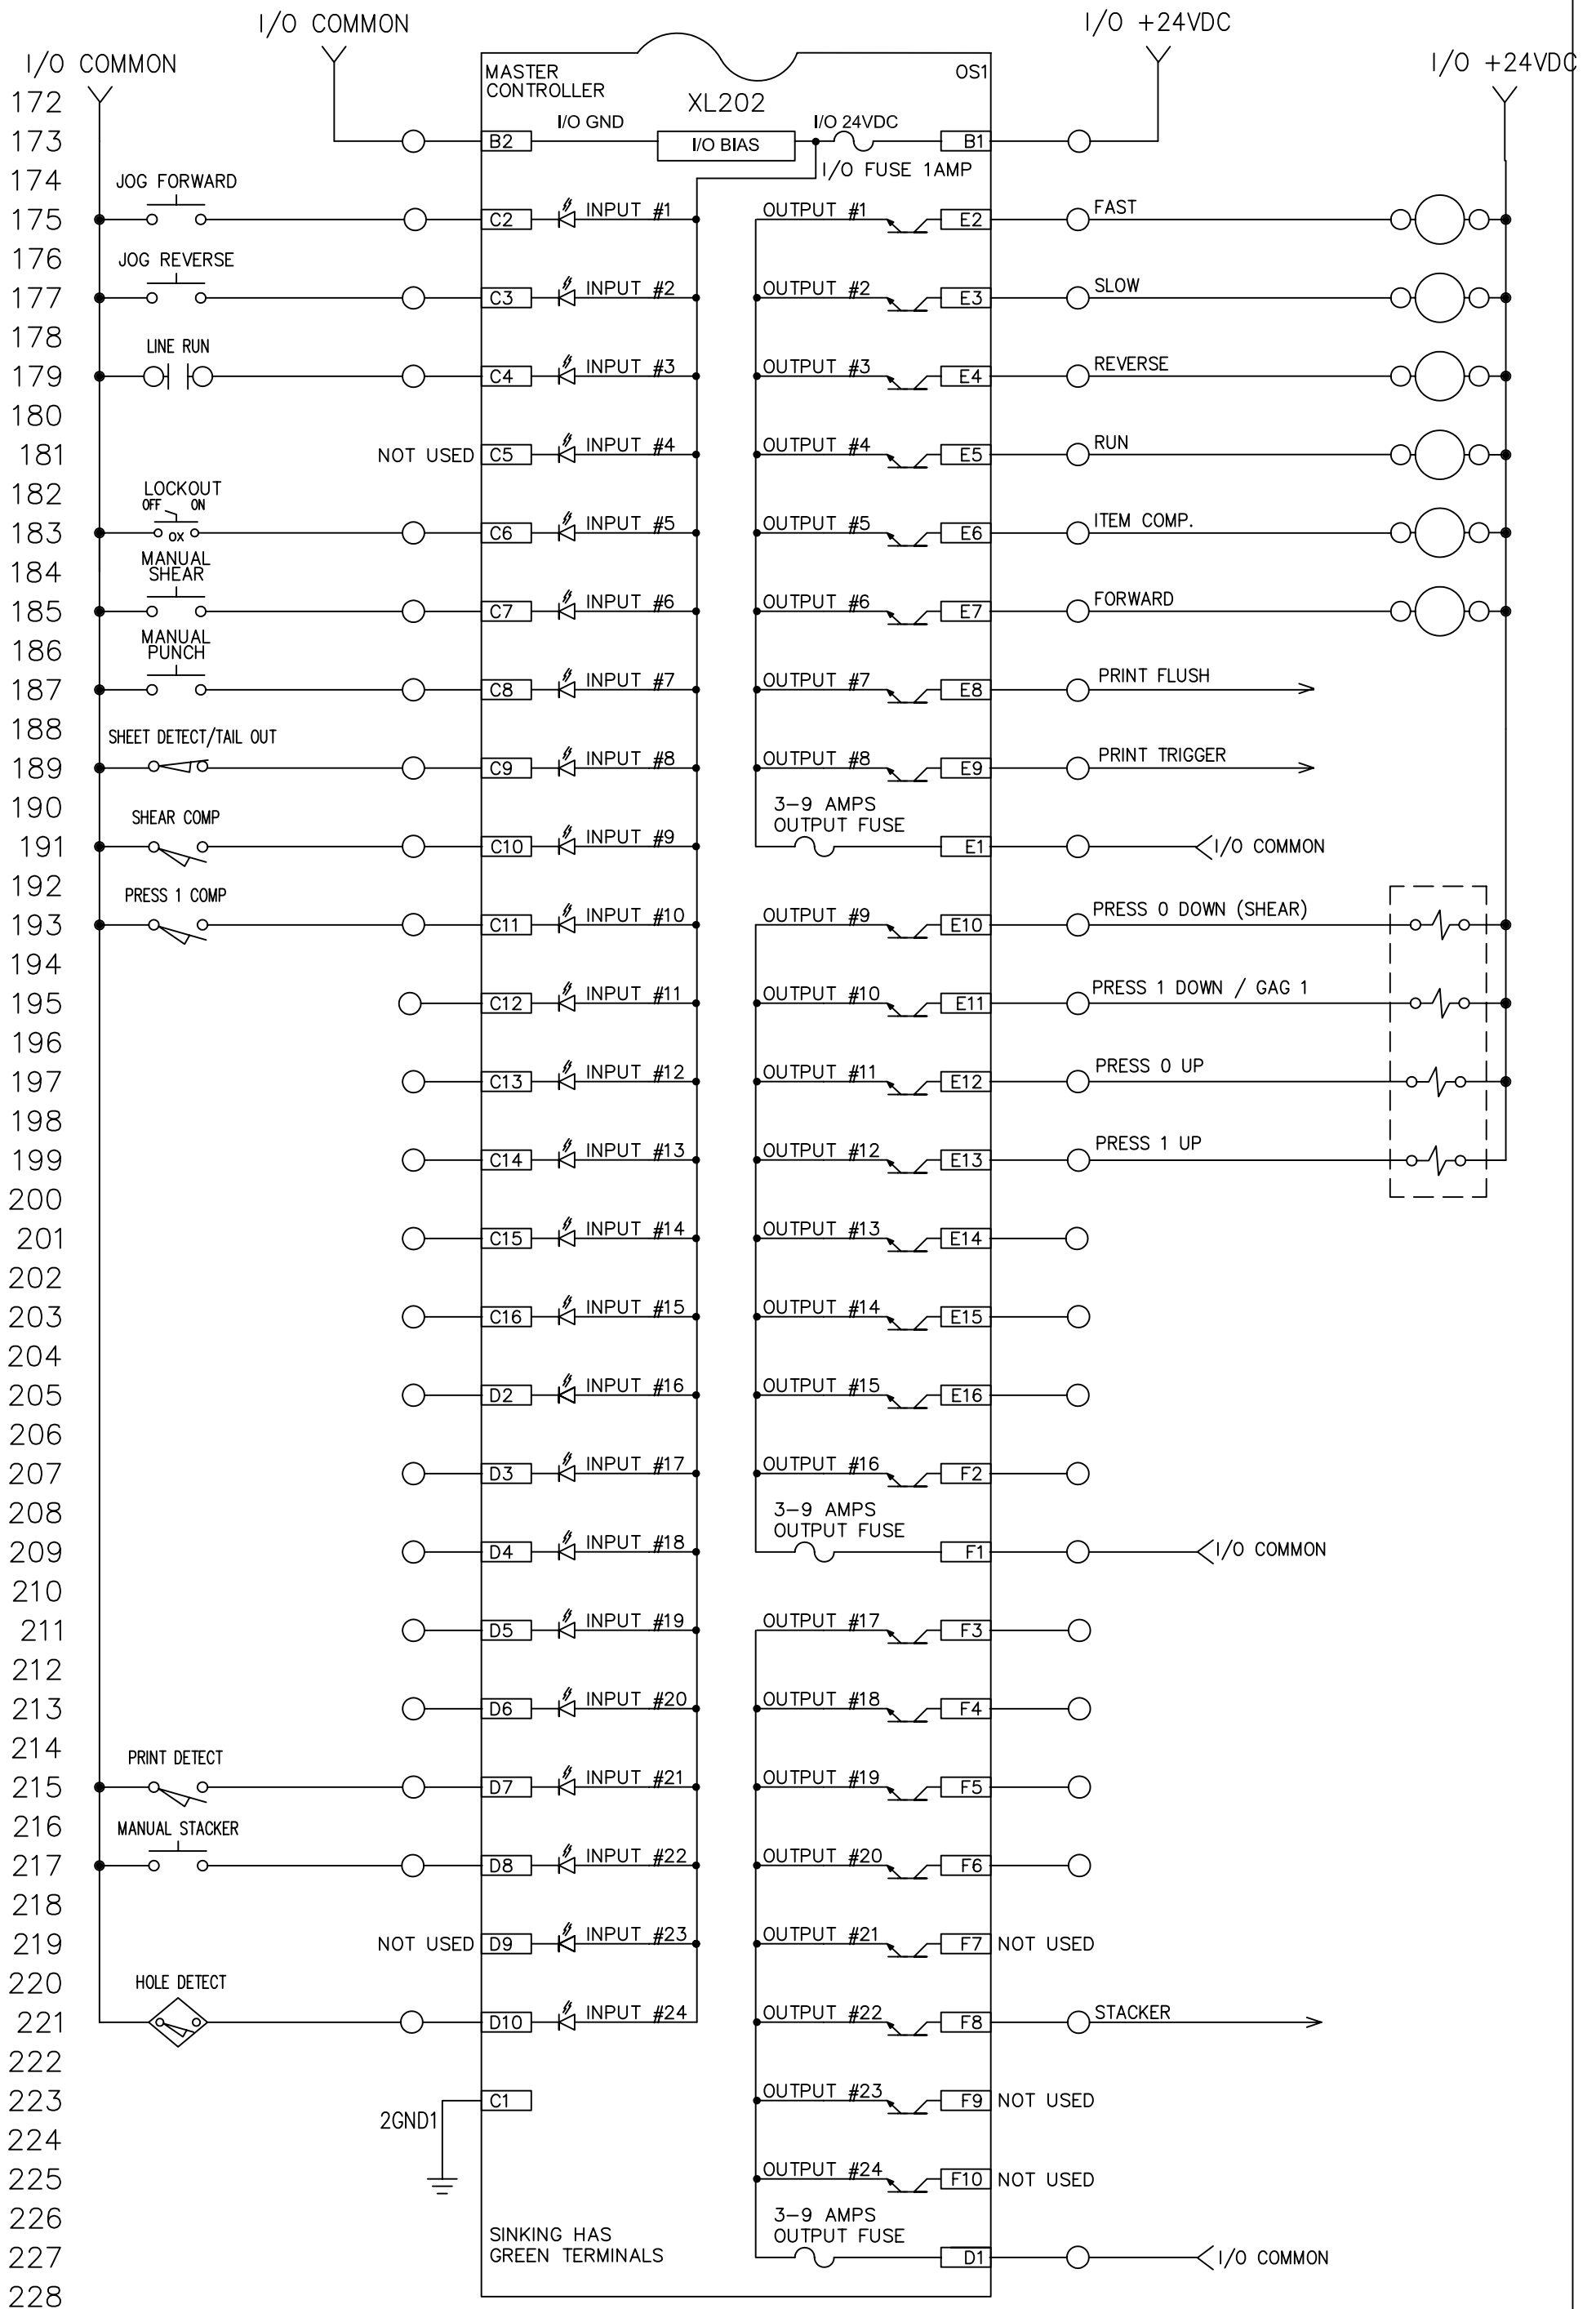 I/O COMMON I/O +24VDC
I/O COMMON I/O +24VDC
MASTER OS1
CONTROLLER
172 XL202
I/O GND I/O 24VDC
173 B2 I/O BIAS B1
I/O FUSE 1AMP
174 JOG FORWARD
175 C2 INPUT #1 OUTPUT #1 E2 FAST
176 JOG REVERSE
177 C3 INPUT #2 OUTPUT #2 E3 SLOW
178 LINE RUN
179 C4 INPUT #3 OUTPUT #3 E4 REVERSE
180
181 NOT USED C5 INPUT #4 OUTPUT #4 E5 RUN
182 LOCKOUT
OFF ON
183 OX C6 INPUT #5 OUTPUT #5 E6 ITEM COMP.
MANUAL
184 SHEAR
185 C7 INPUT #6 OUTPUT #6 E7 FORWARD
MANUAL
186 PUNCH
187 C8 INPUT #7 OUTPUT #7 E8 PRINT FLUSH
188 SHEET DETECT/TAIL OUT
189 C9 INPUT #8 OUTPUT #8 E9 PRINT TRIGGER
190 SHEAR COMP 3-9 AMPS
OUTPUT FUSE
191 C10 INPUT #9 E1 I/O COMMON
192 PRESS 1 COMP
193 C11 INPUT #10 OUTPUT #9 E10 PRESS 0 DOWN (SHEAR)
194
195 C12 INPUT #11 OUTPUT #10 E11 PRESS 1 DOWN / GAG 1
196
197 C13 INPUT #12 OUTPUT #11 E12 PRESS 0 UP
198
199 C14 INPUT #13 OUTPUT #12 E13 PRESS 1 UP
200
201 C15 INPUT #14 OUTPUT #13 E14
202
203 C16 INPUT #15 OUTPUT #14 E15
204
205 D2 INPUT #16 OUTPUT #15 E16
206
207 D3 INPUT #17 OUTPUT #16 F2
208 3-9 AMPS
OUTPUT FUSE
209 D4 INPUT #18 F1 I/O COMMON
210
211 D5 INPUT #19 OUTPUT #17 F3
212
213 D6 INPUT #20 OUTPUT #18 F4
214 PRINT DETECT
215 D7 INPUT #21 OUTPUT #19 F5
216 MANUAL STACKER
217 D8 INPUT #22 OUTPUT #20 F6
218
219 NOT USED D9 INPUT #23 OUTPUT #21 F7 NOT USED
220 HOLE DETECT
221 D10 INPUT #24 OUTPUT #22 F8 STACKER
222
223 2GND1 C1 OUTPUT #23 F9 NOT USED
224
225 OUTPUT #24 F10 NOT USED
226 3-9 AMPS
SINKING HAS OUTPUT FUSE
227 GREEN TERMINALS D1 I/O COMMON
228